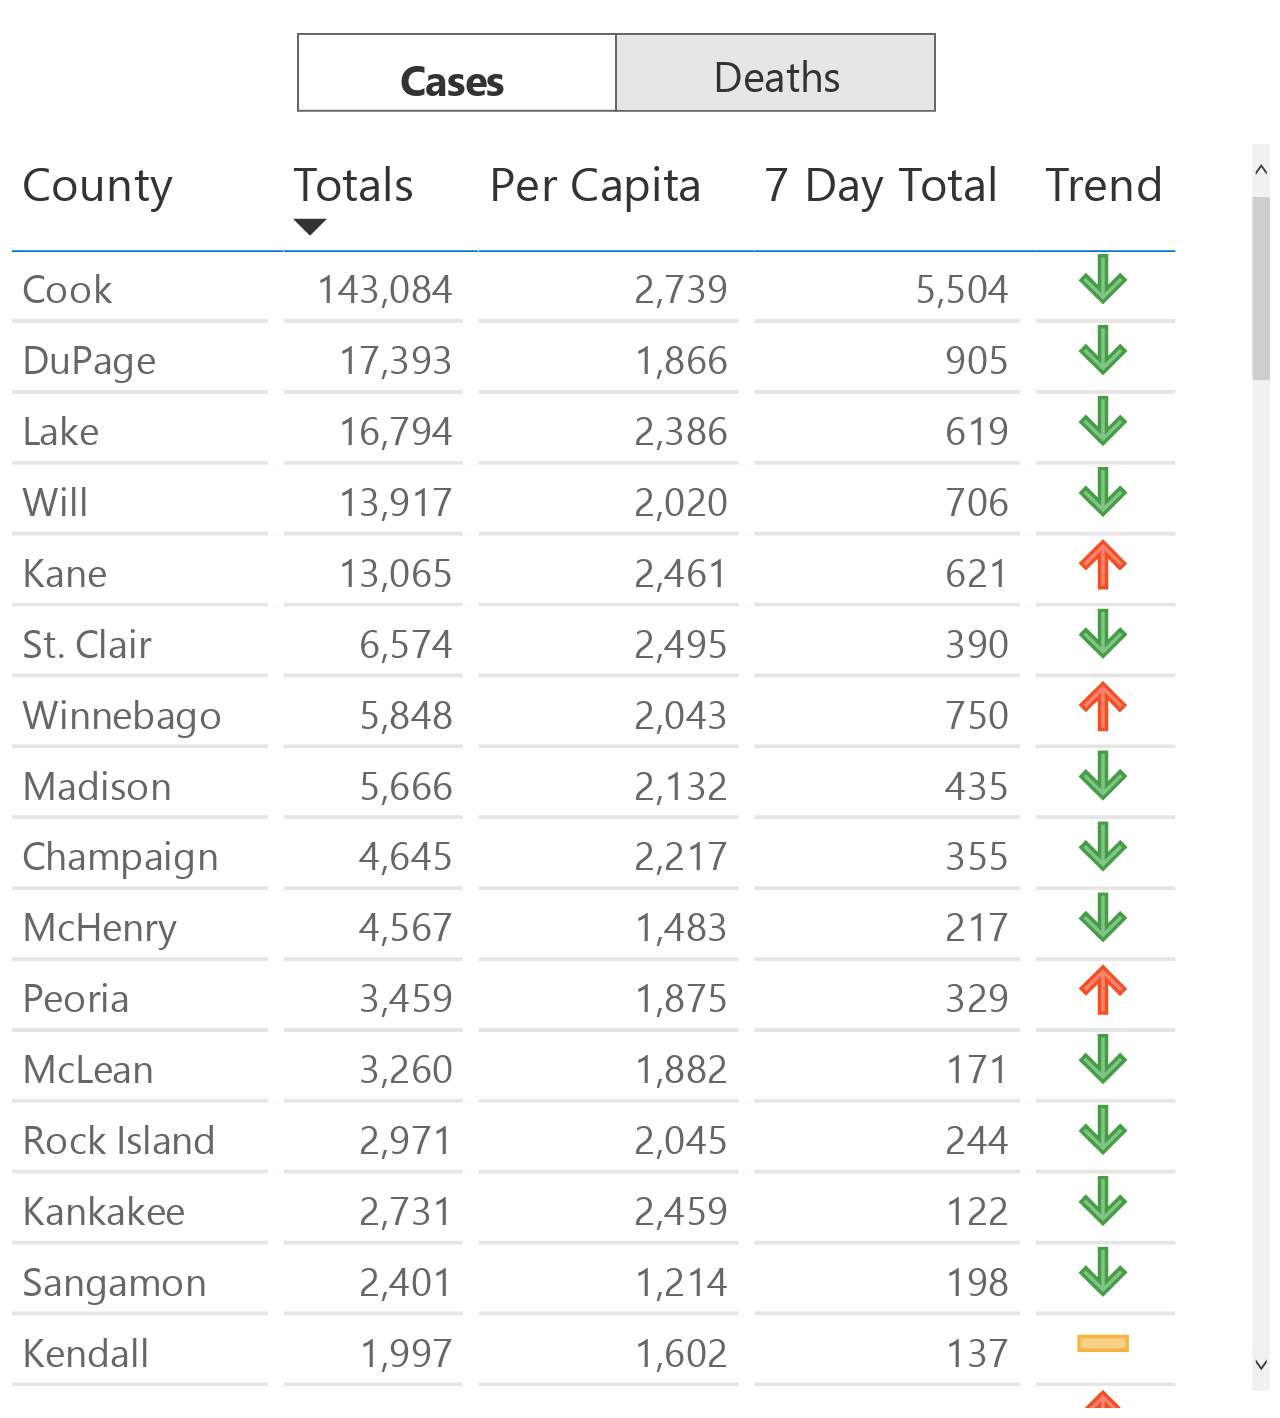 Cases Deaths
County Totals Per Capita 7 Day Total Trend
Cook 143,084 2,739 5,504
DuPage 17,393 1,866 905
Lake 16,794 2,386 619
Will 13,917 2,020 706
Kane 13,065 2,461 621
St. Clair 6,574 2,495 390
Winnebago 5,848 2,043 750
Madison 5,666 2,132 435
Champaign 4,645 2,217 355
McHenry 4,567 1,483 217
Peoria 3,459 1,875 329
McLean 3,260 1,882 171
Rock Island 2,971 2,045 244
Kankakee 2,731 2,459 122
Sangamon 2,401 1,214 198
Kendall 1,997 1,602 137